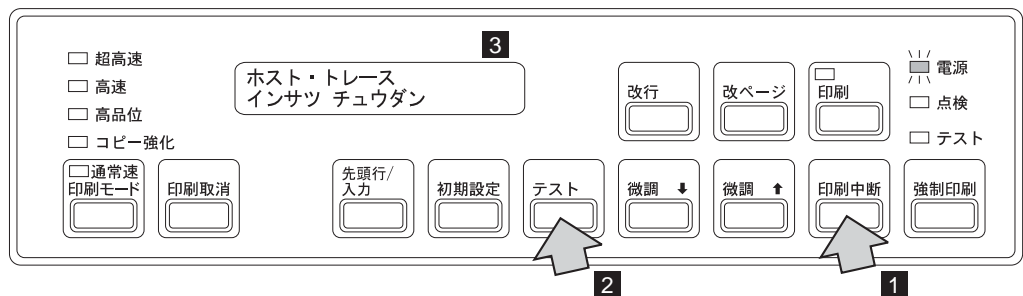 3
超高速
高速
高品位
コピー強化
ホスト・トレース
インサツ チュウダン
改行
改ページ
印刷
電源
点検
テスト
通常速
印刷モード
印刷取消
先頭行/
入力
初期設定
テスト
微調 ⬇
微調 ⬆
印刷中断
強制印刷
2
1